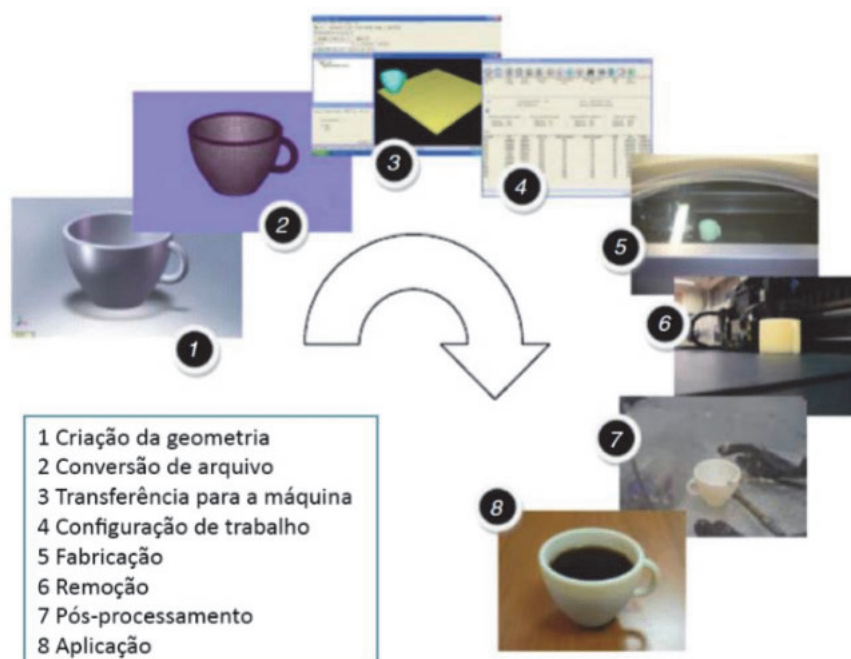 3
4
2
5
1
6
7
8
1 Criação da geometria
2 Conversão de arquivo
3 Transferência para a máquina
4 Configuração de trabalho
5 Fabricação
6 Remoção
7 Pós-processamento
8 Aplicação